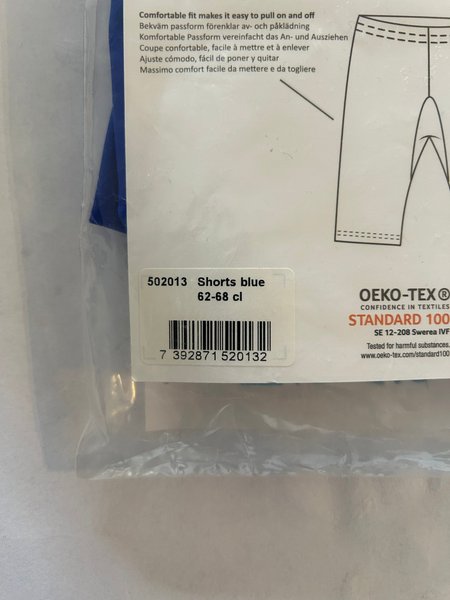 Comfortable fit makes it easy to pull on and off
Bekväm passform förenklar av- och påklädning
Komfortable Passform vereinfacht das An- und Ausziehen
Coupe confortable, facile à mettre et à enlever
Ajuste cómodo, fácil de poner y quitar
Massimo comfort facile da mettere e da togliere
502013 Shorts blue
62-68 cl
7 392871 520132
OEKO-TEX®
CONFIDENCE IN TEXTILES
STANDARD 100
SE 12-208 Swerea IVF
Tested for harmful substances.
www.oeko-tex.com/standard100